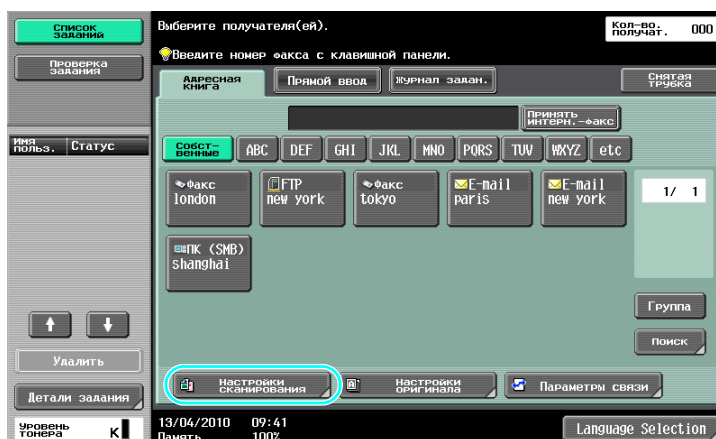 Список
заданий
Проверка
задания
Имя
польз.
Статус
Удалить
Детали задания
Уровень
тонера
K
Выберите получателя(ей).
Кол-во.
получат.
000
Введите номер факса с клавишной панели.
Адресная
книга
Прямой ввод
Журнал задан.
Снятая
трубка
Принять
интерн.-факс
Собст-
венные
ABC
DEF
GHI
JKL
MNO
PQRS
TUV
WXYZ
etc
Факс
london
FTP
new york
Факс
tokyo
E-mail
paris
E-mail
new york
1/ 1
ПК (SMB)
shanghai
Группа
Поиск
Настройки
сканирования
Настройки
оригинала
Параметры связи
13/04/2010 09:41
Память 100%
Language Selection